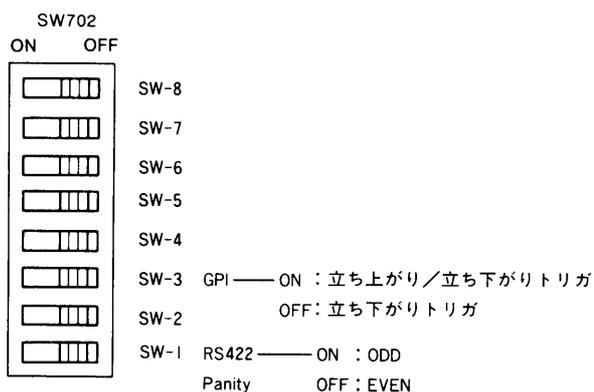 SW702
ON OFF
SW-8
SW-7
SW-6
SW-5
SW-4
SW-3 GPI ON : 立ち上がり/立ち下がりトリガ
OFF: 立ち下がりトリガ
SW-2
SW-1 RS422 ON : ODD
Panity OFF : EVEN